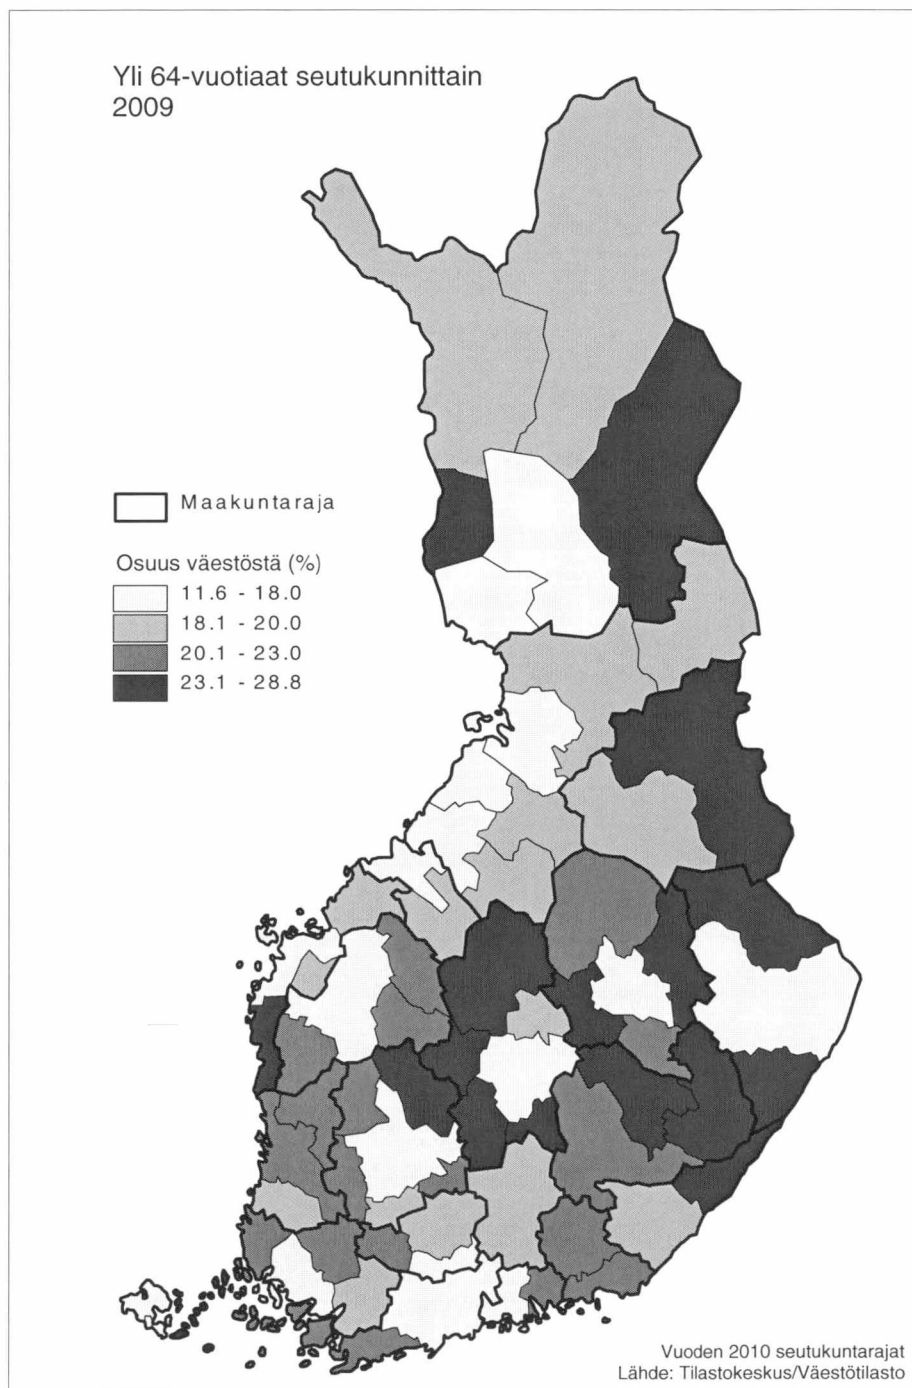 Yli 64-vuotiaat seutukunnittain
2009
Maakuntaraja
Osuus väestöstä (%)
11.6 - 18.0
18.1 - 20.0
20.1 - 23.0
23.1 - 28.8
Vuoden 2010 seutukuntarajat
Lähde: Tilastokeskus/Väestötilasto